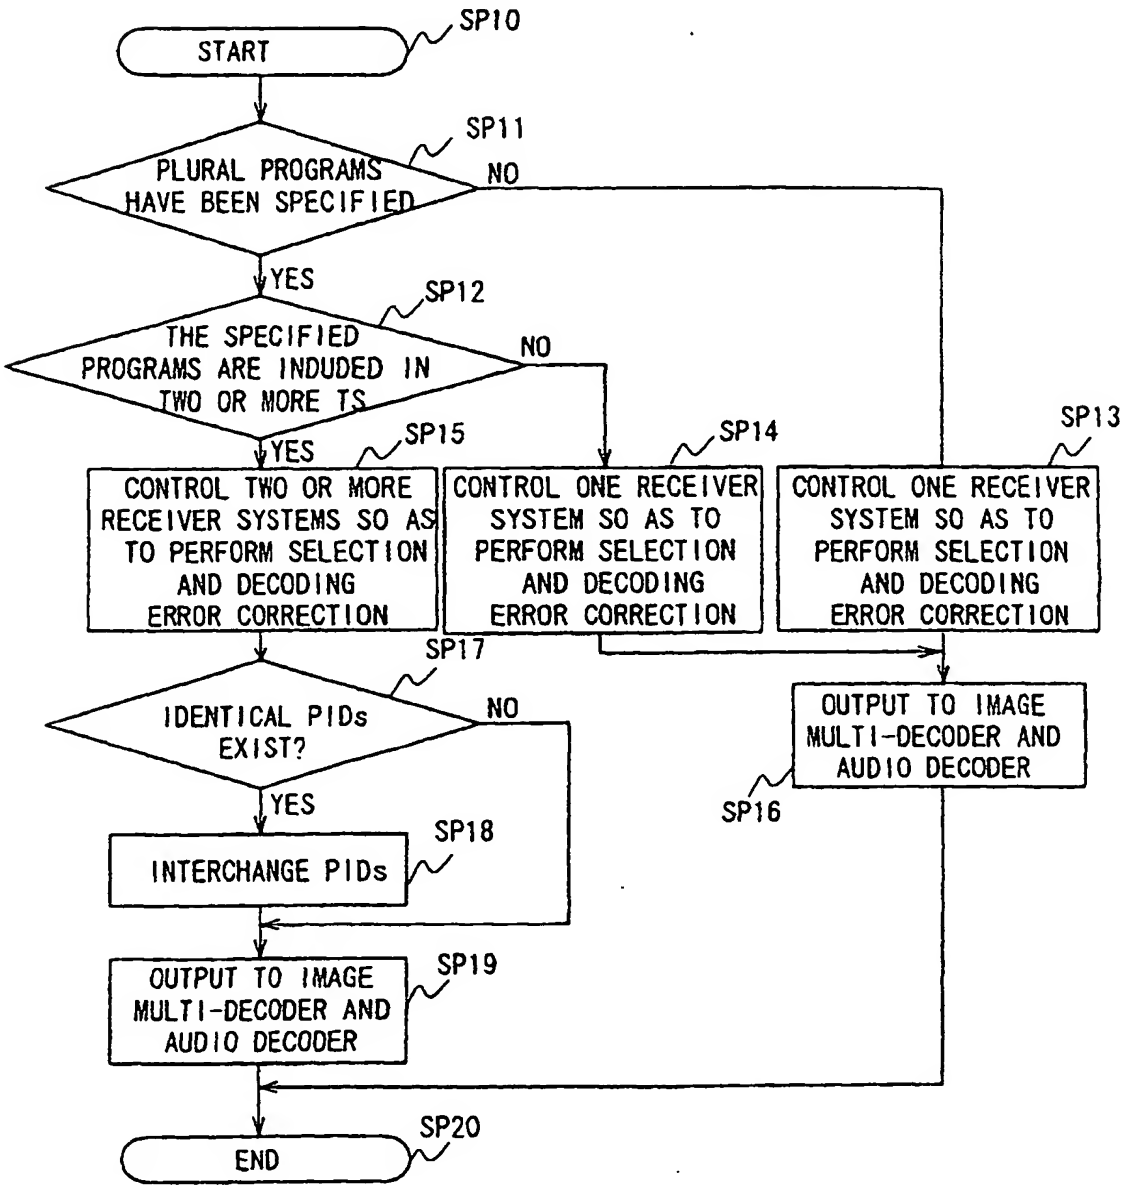 SP10
START
SP11
PLURAL PROGRAMS
HAVE BEEN SPECIFIED
NO
YES
SP12
THE SPECIFIED
PROGRAMS ARE INDUDED IN
TWO OR MORE TS
NO
YES
SP15
CONTROL TWO OR MORE
RECEIVER SYSTEMS SO AS
TO PERFORM SELECTION
AND DECODING
ERROR CORRECTION
SP14
CONTROL ONE RECEIVER
SYSTEM SO AS TO
PERFORM SELECTION
AND DECODING
ERROR CORRECTION
SP13
CONTROL ONE RECEIVER
SYSTEM SO AS TO
PERFORM SELECTION
AND DECODING
ERROR CORRECTION
SP17
IDENTICAL PIDs
EXIST?
NO
YES
OUTPUT TO IMAGE
MULTI-DECODER AND
AUDIO DECODER
SP16
SP18
INTERCHANGE PIDs
SP19
OUTPUT TO IMAGE
MULTI-DECODER AND
AUDIO DECODER
SP20
END